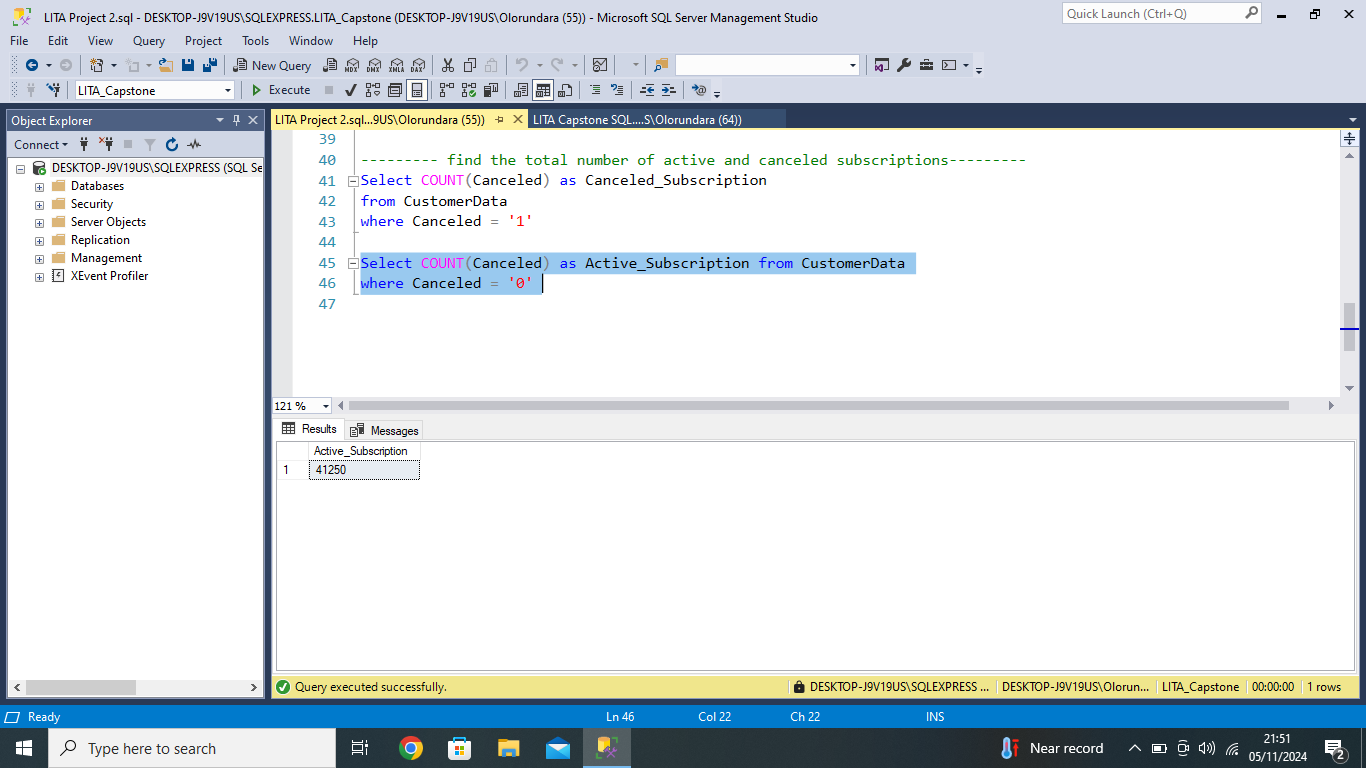 LITA Project 2.sql - DESKTOP-J9V19US\SQLEXPRESS.LITA_Capstone (DESKTOP-J9V19US\Olorundara (55)) - Microsoft SQL Server Management Studio
Quick Launch (Ctrl+Q)
File Edit View Query Project Tools Window Help
New Query MDX DMX XMLA DAX
LITA_Capstone Execute
Object Explorer
LITA Project 2.sql...9US\Olorundara (55)) LITA Capstone SQL....S\Olorundara (64))
Connect
DESKTOP-J9V19US\SQLEXPRESS (SQL Se
Databases
Security
Server Objects
Replication
Management
XEvent Profiler
39
40 --------- find the total number of active and canceled subscriptions---------
41 Select COUNT(Canceled) as Canceled_Subscription
42 from CustomerData
43 where Canceled = '1'
44
45 Select COUNT(Canceled) as Active_Subscription from CustomerData
46 where Canceled = '0'
47
121 %
Results Messages
Active_Subscription
1 41250
Query executed successfully. DESKTOP-J9V19US\SQLEXPRESS ... DESKTOP-J9V19US\Olorun... LITA_Capstone 00:00:00 1 rows
Ready Ln 46 Col 22 Ch 22 INS
Type here to search Near record 21:51
05/11/2024 2